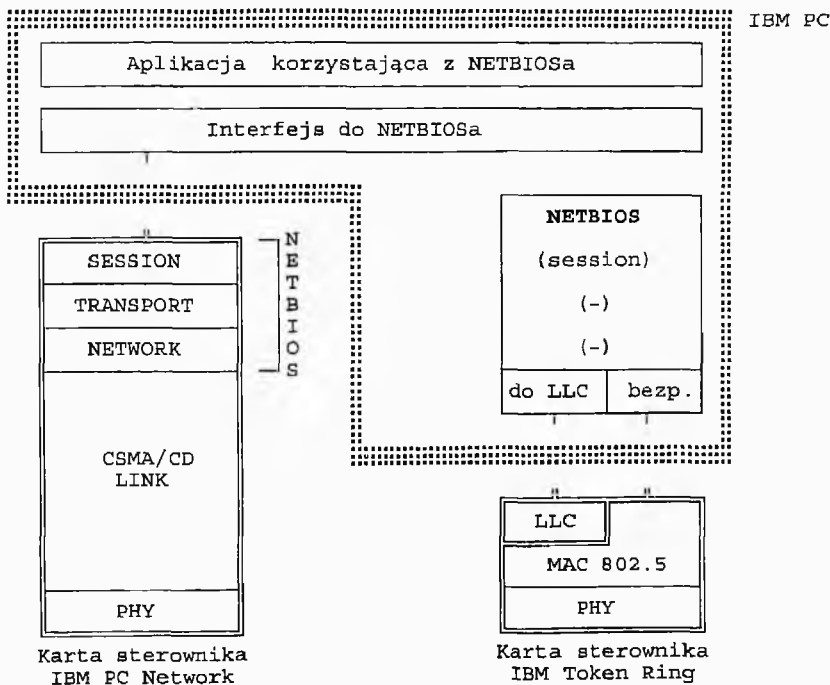 IBM PC
Aplikacja korzystająca z NETBIOSa
Interfejs do NETBIOSa
NETBIOS
SESSION
TRANSPORT
NETWORK
CSMA/CD
LINK
PHY
Karta sterownika
IBM PC Network
NETBIOS
(session)
(-)
(-)
do LLC bezp.
LLC
MAC 802.5
PHY
Karta sterownika
IBM Token Ring